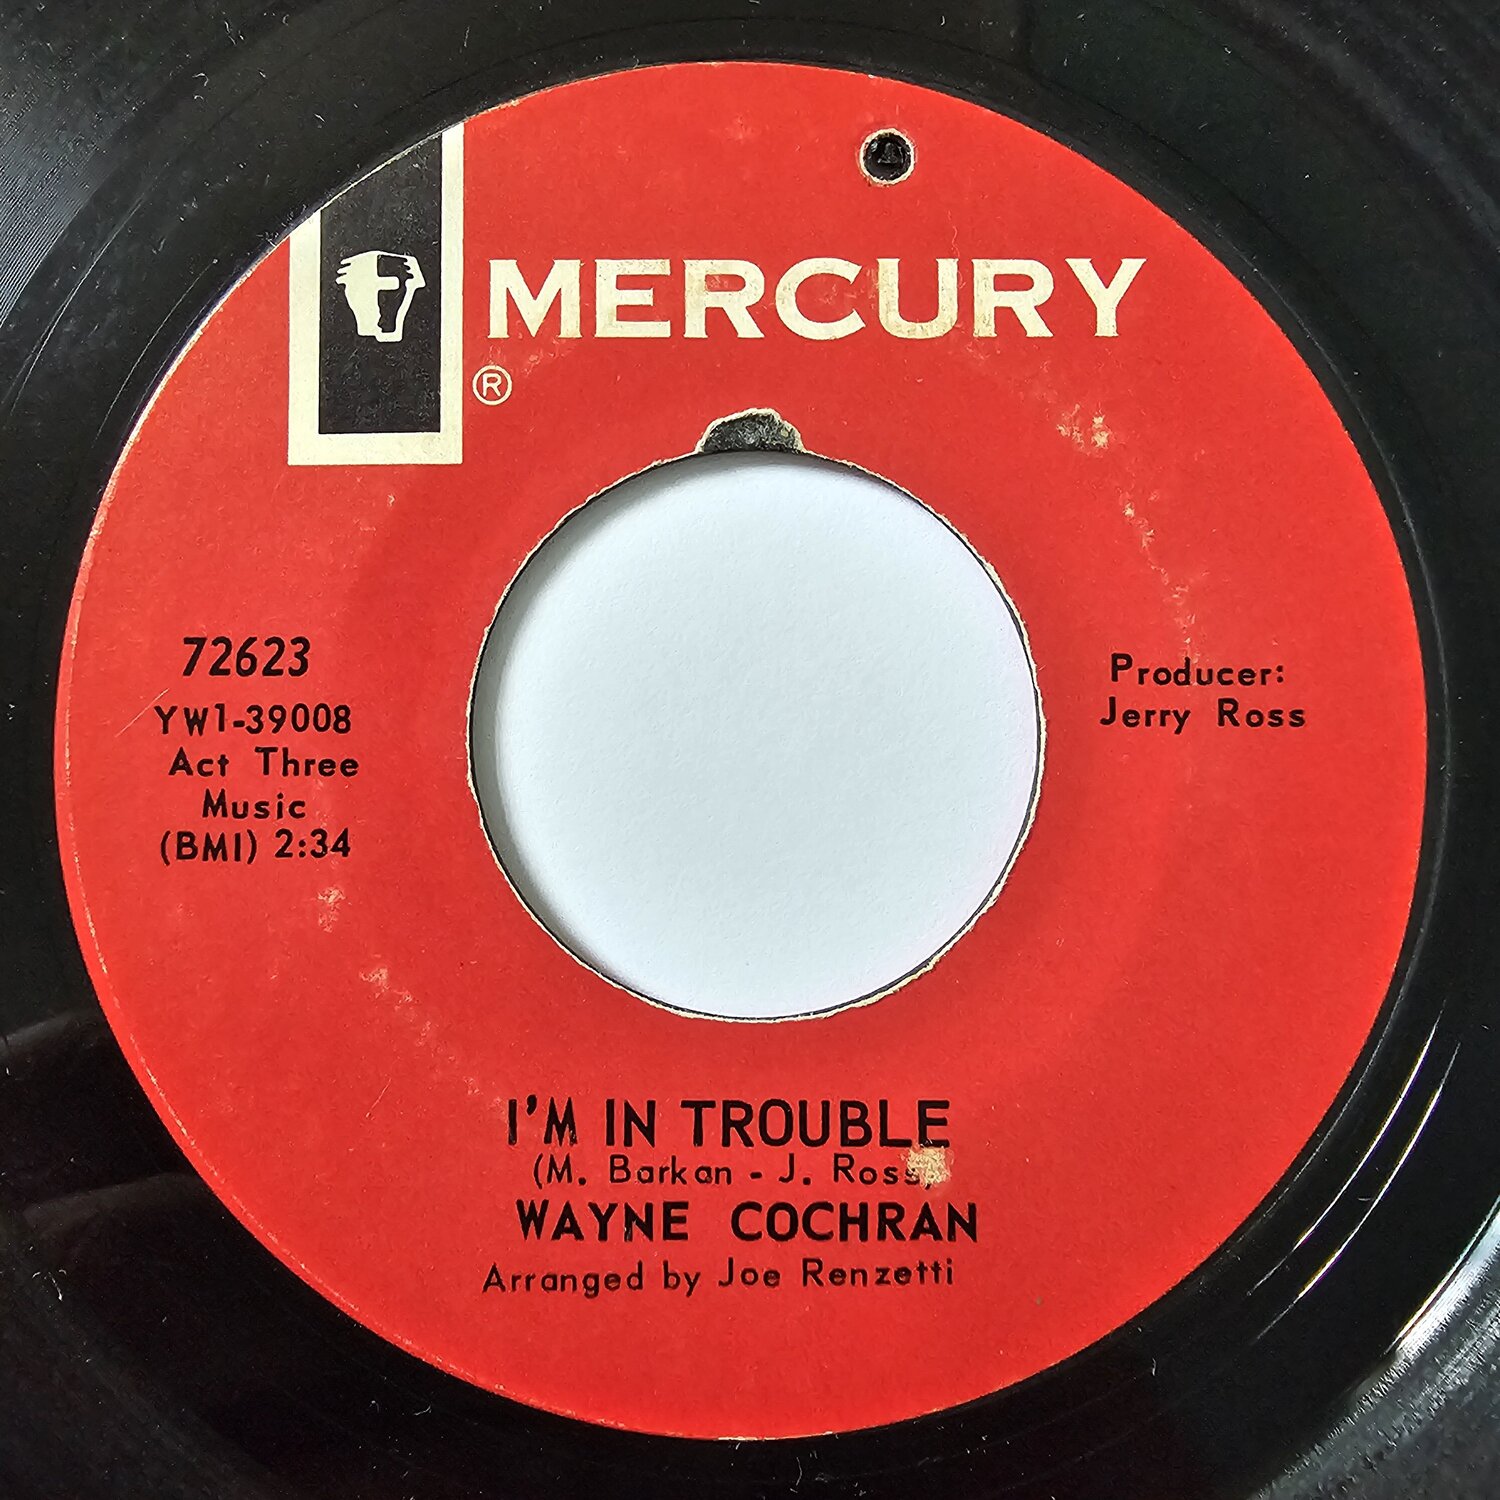 MERCURY
®
72623
YW1-39008
Act Three
Music
(BMI) 2:34
Producer:
Jerry Ross
I'M IN TROUBLE
(M. Barkan - J. Ross)
WAYNE COCHRAN
Arranged by Joe Renzetti